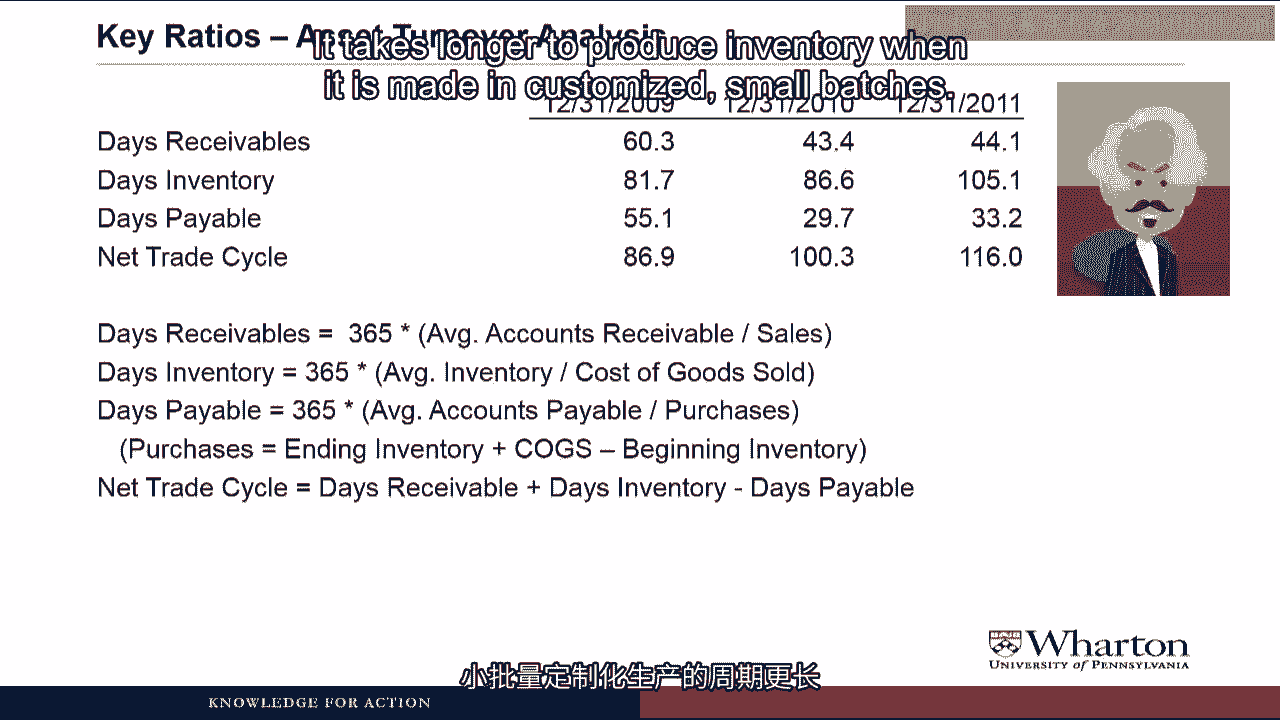 Key Ratios – Asset Turnover Analysis
It takes longer to produce inventory when
it is made in customized, small batches.
12/31/2009 12/31/2010 12/31/2011
Days Receivables 60.3 43.4 44.1
Days Inventory 81.7 86.6 105.1
Days Payable 55.1 29.7 33.2
Net Trade Cycle 86.9 100.3 116.0
Days Receivables = 365 * (Avg. Accounts Receivable / Sales)
Days Inventory = 365 * (Avg. Inventory / Cost of Goods Sold)
Days Payable = 365 * (Avg. Accounts Payable / Purchases)
(Purchases = Ending Inventory + COGS – Beginning Inventory)
Net Trade Cycle = Days Receivable + Days Inventory - Days Payable
Wharton
UNIVERSITY OF PENNSYLVANIA
小批量定制化生产的周期更长
KNOWLEDGE FOR ACTION